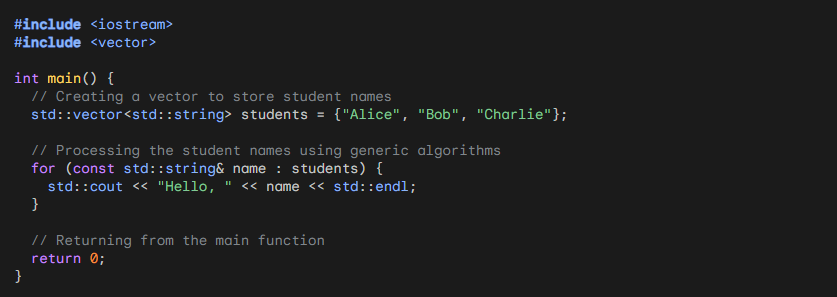 #include <iostream>
#include <vector>
int main() {
// Creating a vector to store student names
std::vector<std::string> students = {"Alice", "Bob", "Charlie"};
// Processing the student names using generic algorithms
for (const std::string& name : students) {
std::cout << "Hello, " << name << std::endl;
}
// Returning from the main function
return 0;
}